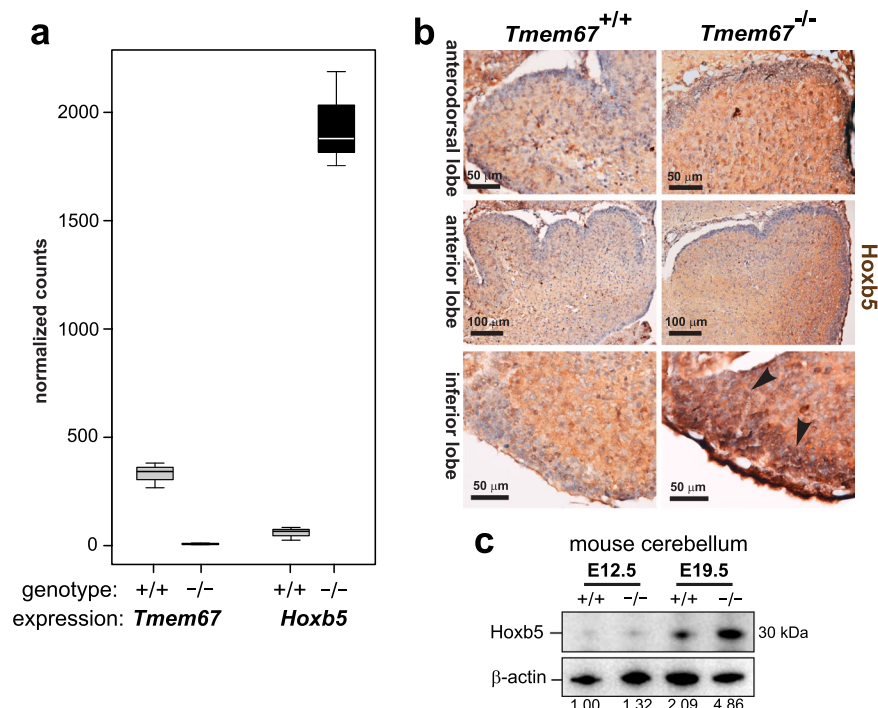 a
normalized counts
2000
1500
1000
500
0
genotype: +/+ −/− +/+ −/−
expression: Tmem67 Hoxb5
b
Tmem67+/+ Tmem67-/-
anterodorsal lobe
50 μm
50 μm
anterior lobe
100 μm
100 μm
inferior lobe
50 μm
50 μm
Hoxb5
c
mouse cerebellum
E12.5 E19.5
+/+ −/− +/+ −/−
Hoxb5 30 kDa
β-actin
1.00 1.32 2.09 4.86